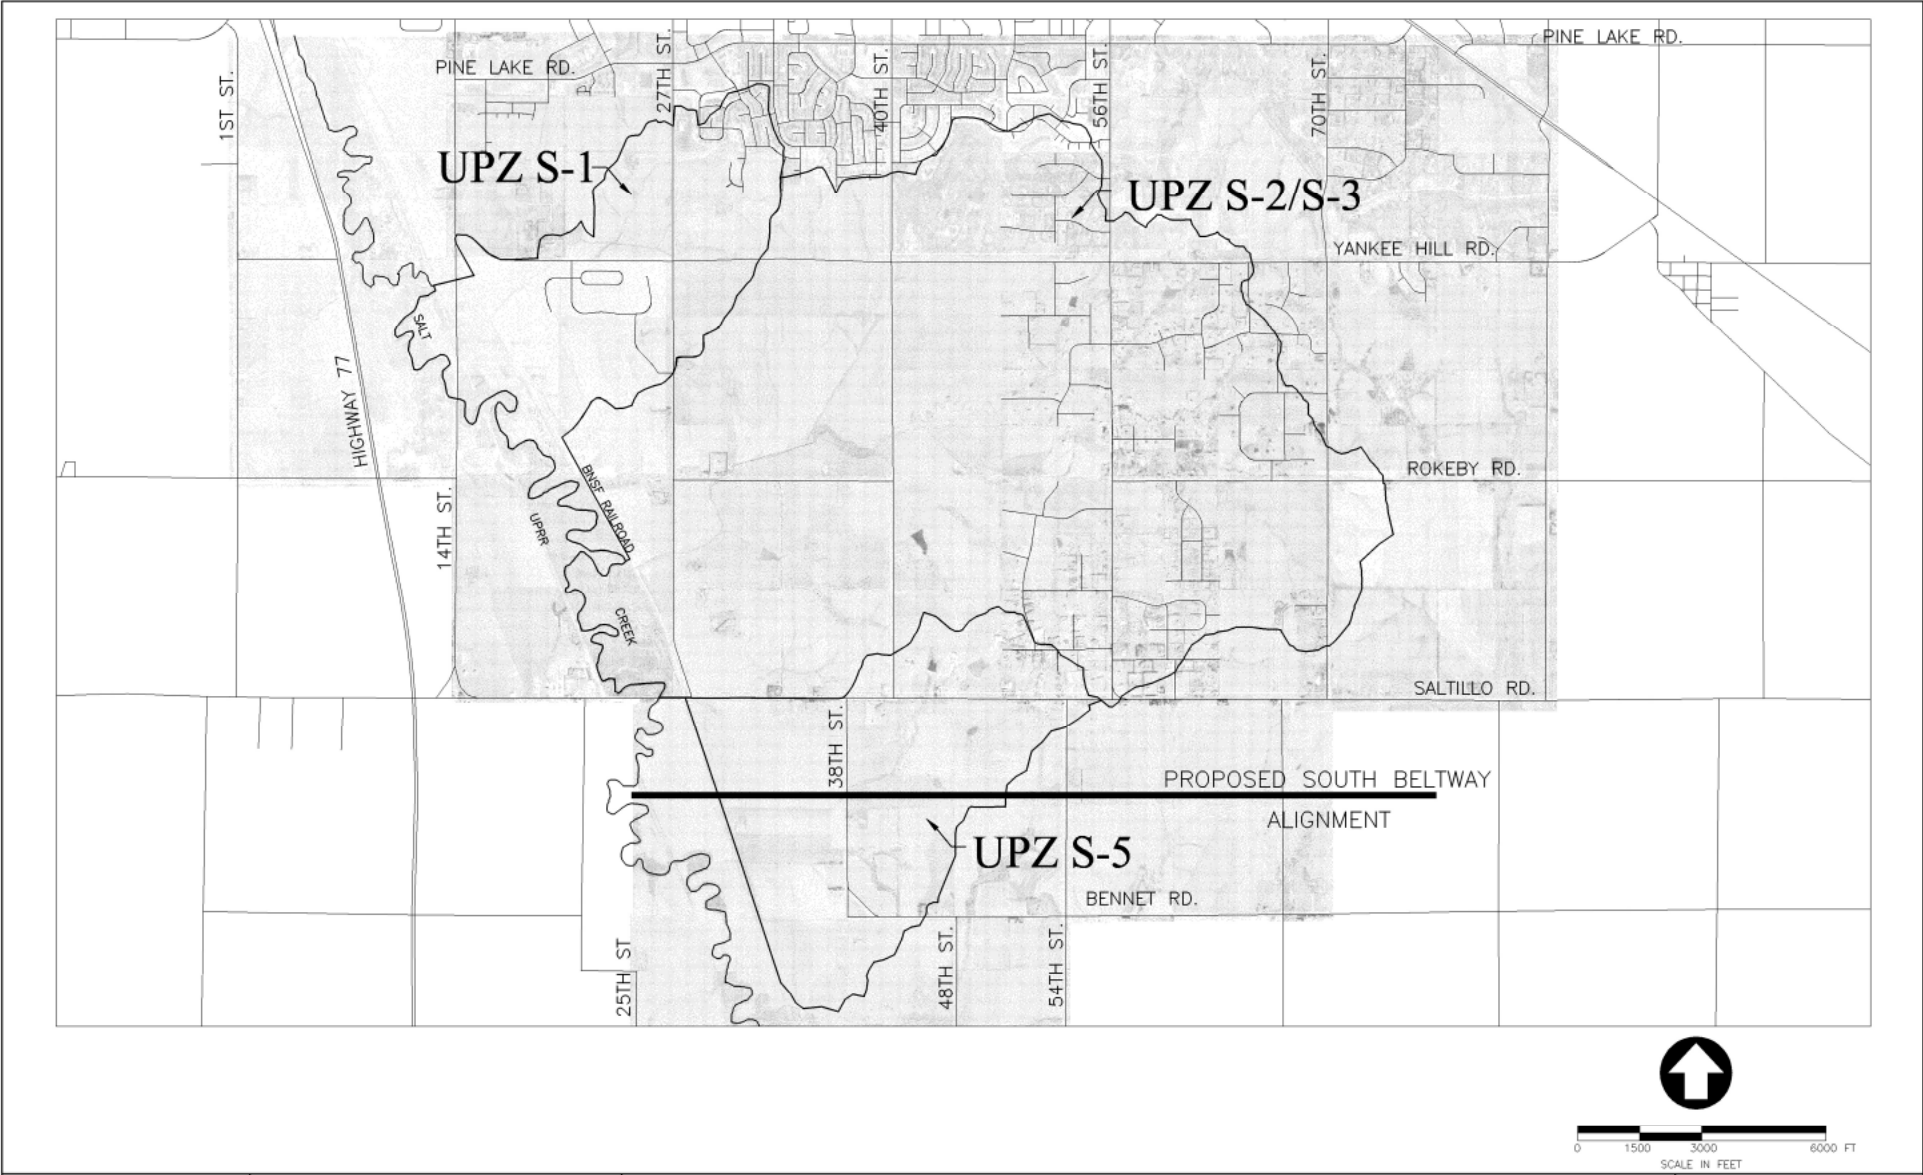 PINE LAKE RD.
PINE LAKE RD.
1ST ST.
27TH ST.
40TH ST.
56TH ST.
70TH ST.
UPZ S-1
UPZ S-2/S-3
YANKEE HILL RD.
SALT
HIGHWAY 77
ROKEBY RD.
BNSF RAILROAD
14TH ST.
UPRR
CREEK
SALTILLO RD.
38TH ST.
PROPOSED SOUTH BELTWAY
ALIGNMENT
UPZ S-5
BENNET RD.
25TH ST
48TH ST.
54TH ST.
0 1500 3000 6000 FT
SCALE IN FEET